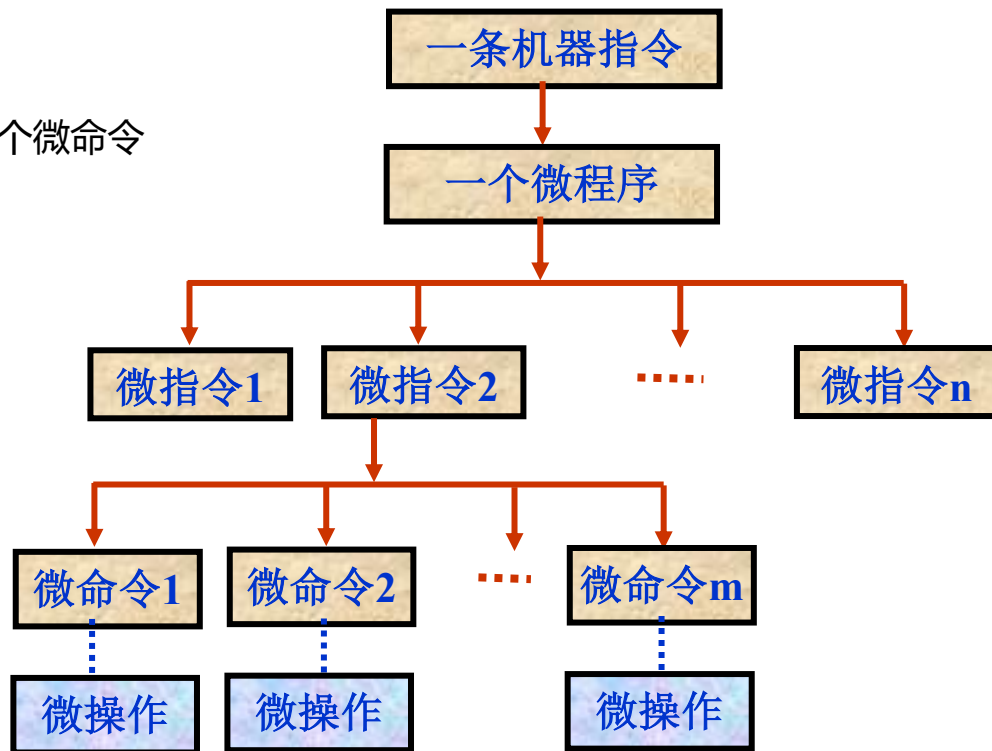 一条机器指令
个微命令
一个微程序
微指令1 微指令2 微指令n
微命令1 微命令2 微命令m
微操作 微操作 微操作